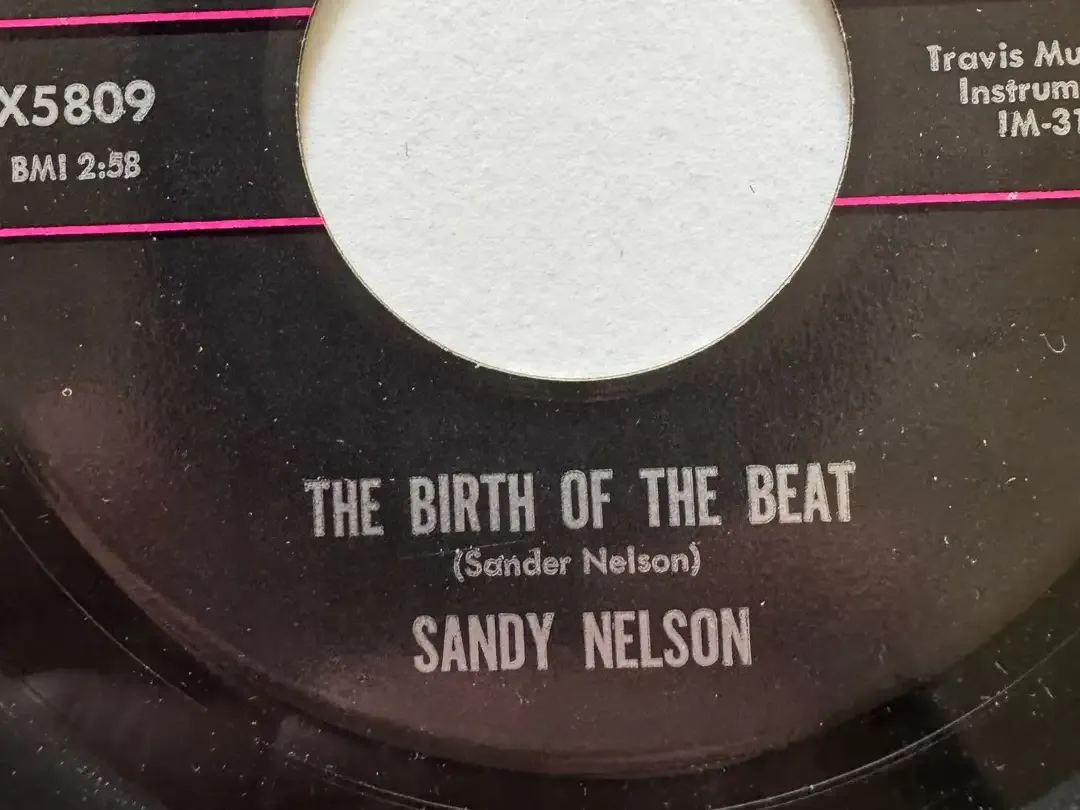 X5809
BMI 2:58
Travis Mu
Instrum
IM-31
THE BIRTH OF THE BEAT
(Sander Nelson)
SANDY NELSON